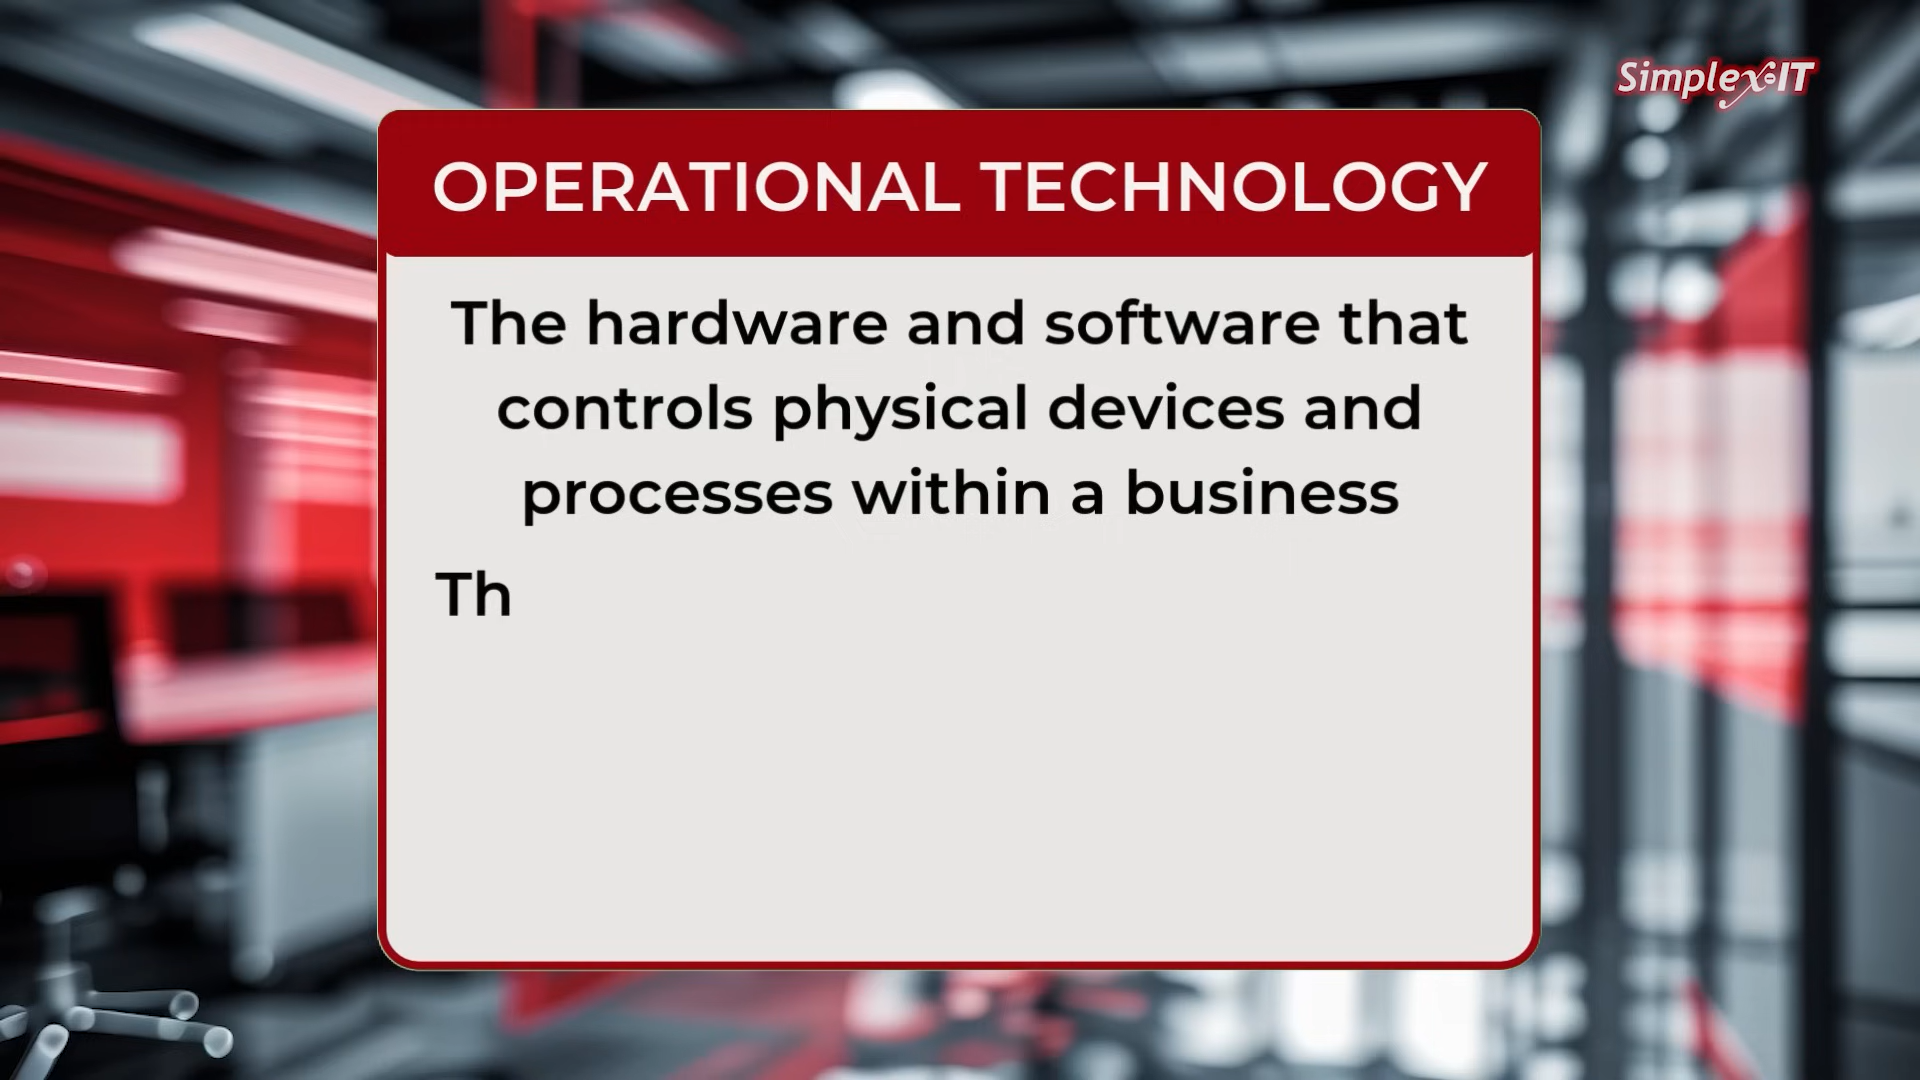 Simplex-IT
OPERATIONAL TECHNOLOGY
The hardware and software that
controls physical devices and
processes within a business
Th